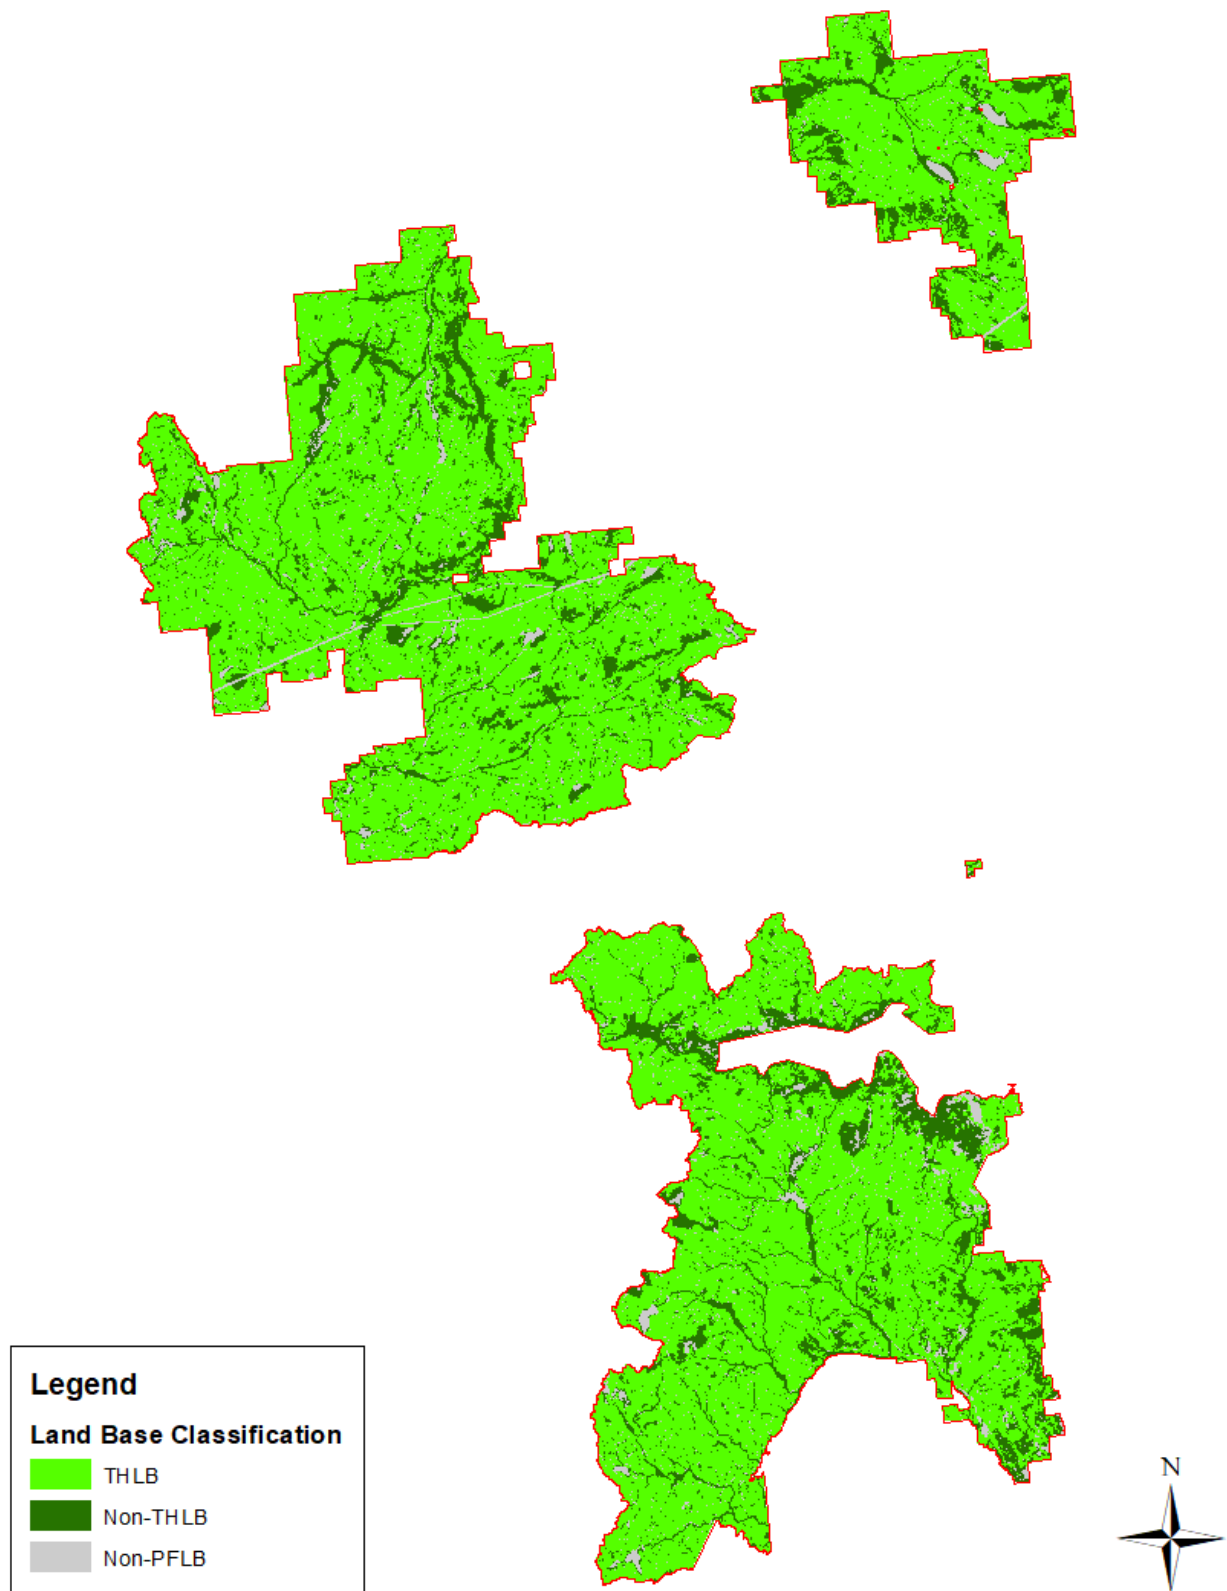 Legend
Land Base Classification
THLB
Non-THLB
Non-PFLB
N